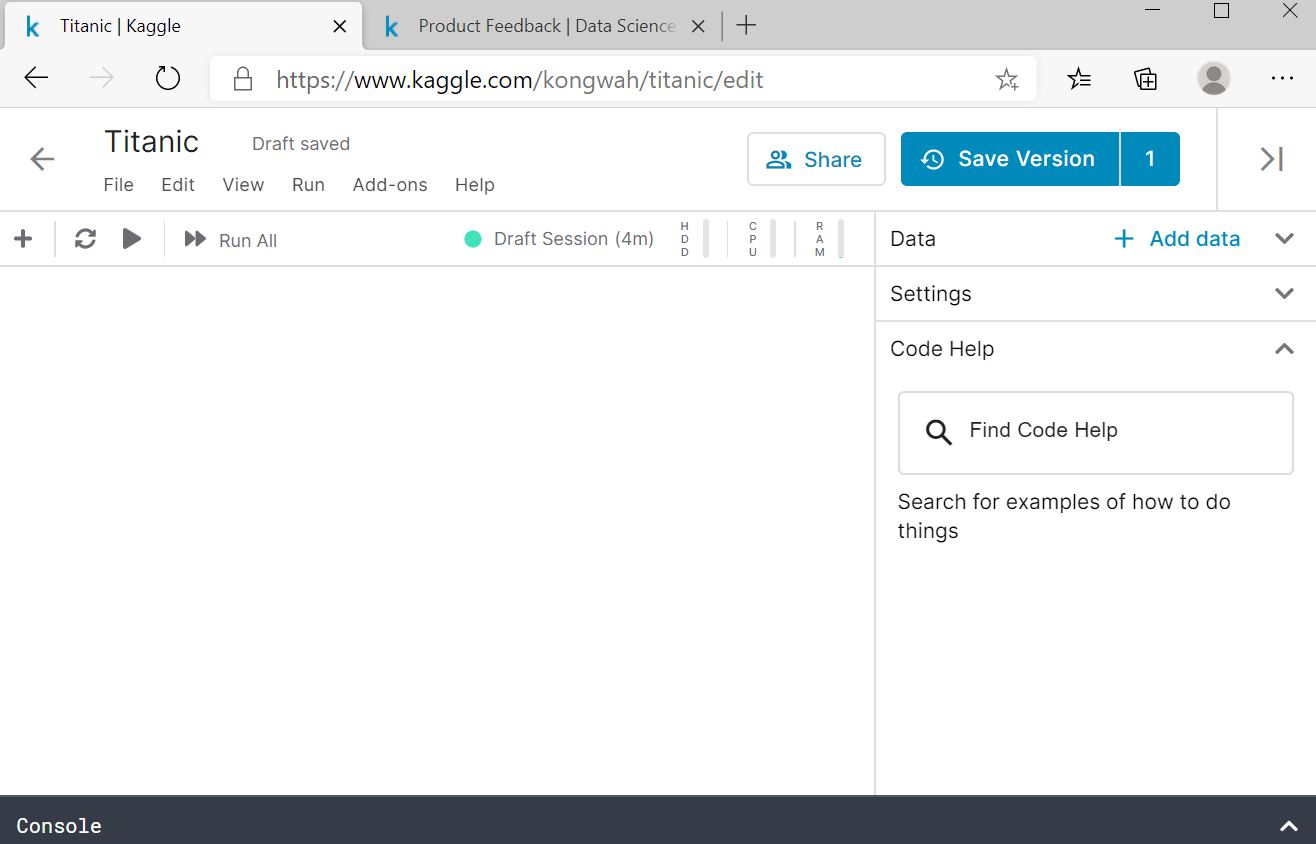 Titanic | Kaggle
Product Feedback | Data Science
https://www.kaggle.com/kongwah/titanic/edit
Titanic Draft saved
File Edit View Run Add-ons Help
Share
Save Version 1
Run All
Draft Session (4m)
HDD
CPU
RAM
Data
Add data
Settings
Code Help
Find Code Help
Search for examples of how to do
things
Console